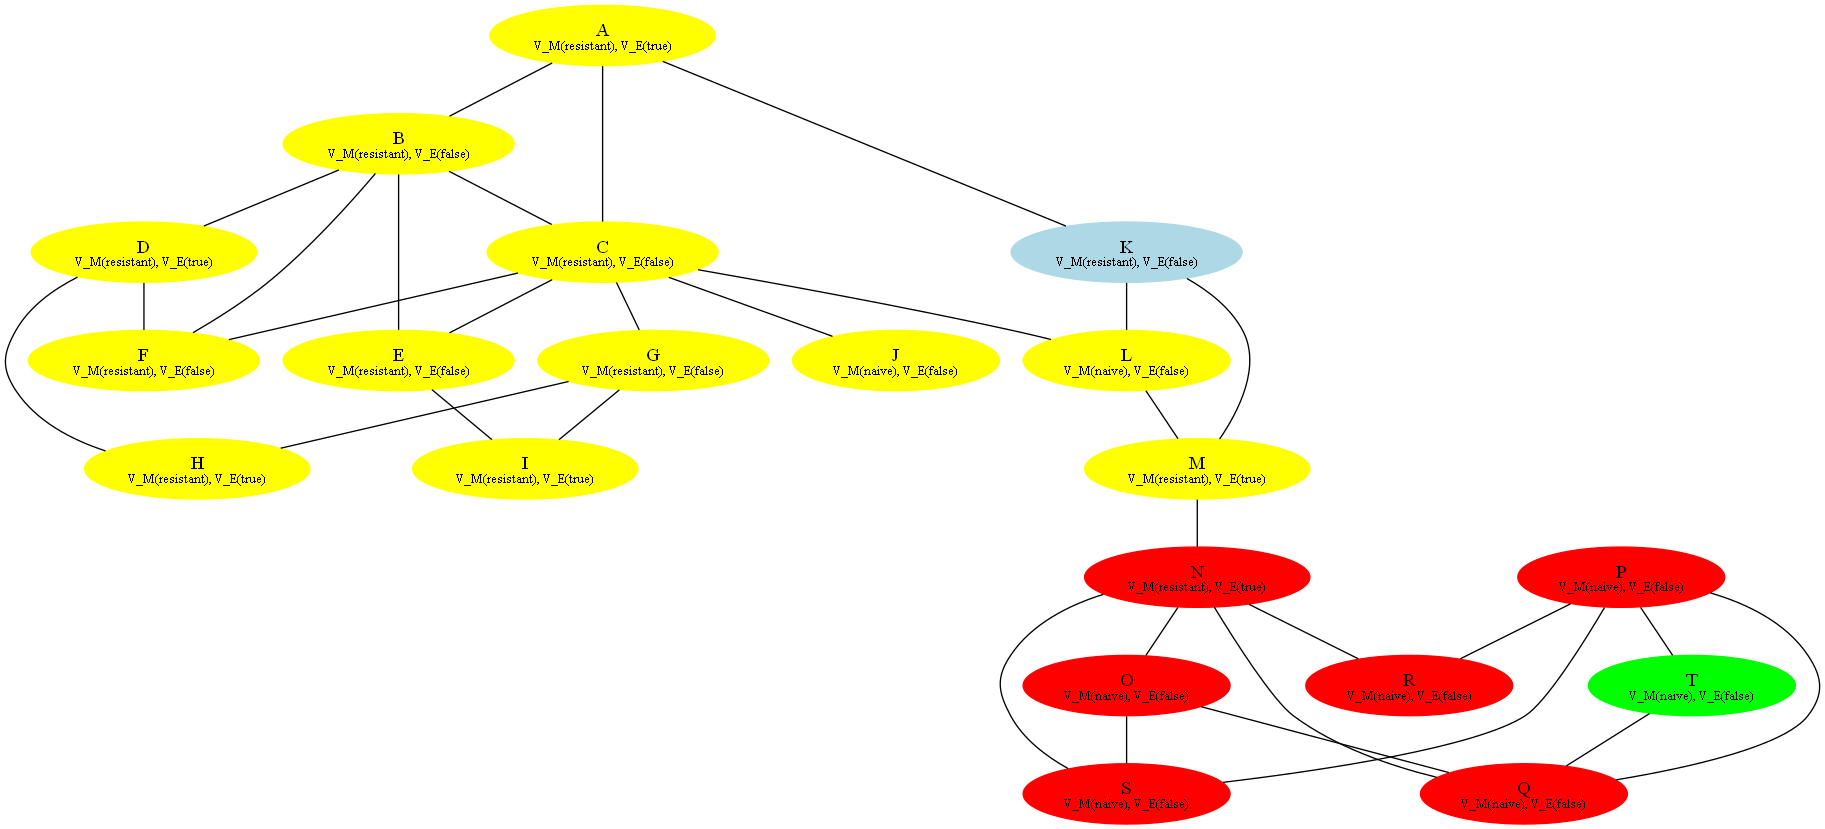 A
V_M(resistant), V_E(true)
B
V_M(resistant), V_E(false)
D
V_M(resistant), V_E(true)
C
V_M(resistant), V_E(false)
K
V_M(resistant), V_E(false)
F
V_M(resistant), V_E(false)
E
V_M(resistant), V_E(false)
G
V_M(resistant), V_E(false)
J
V_M(naive), V_E(false)
L
V_M(naive), V_E(false)
H
V_M(resistant), V_E(true)
I
V_M(resistant), V_E(true)
M
V_M(resistant), V_E(true)
N
V_M(resistant), V_E(true)
P
V_M(naive), V_E(false)
O
V_M(naive), V_E(false)
R
V_M(naive), V_E(false)
T
V_M(naive), V_E(false)
S
V_M(naive), V_E(false)
Q
V_M(naive), V_E(false)